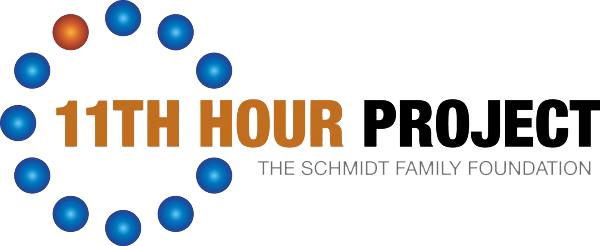 11TH HOUR PROJECT
THE SCHMIDT FAMILY FOUNDATION